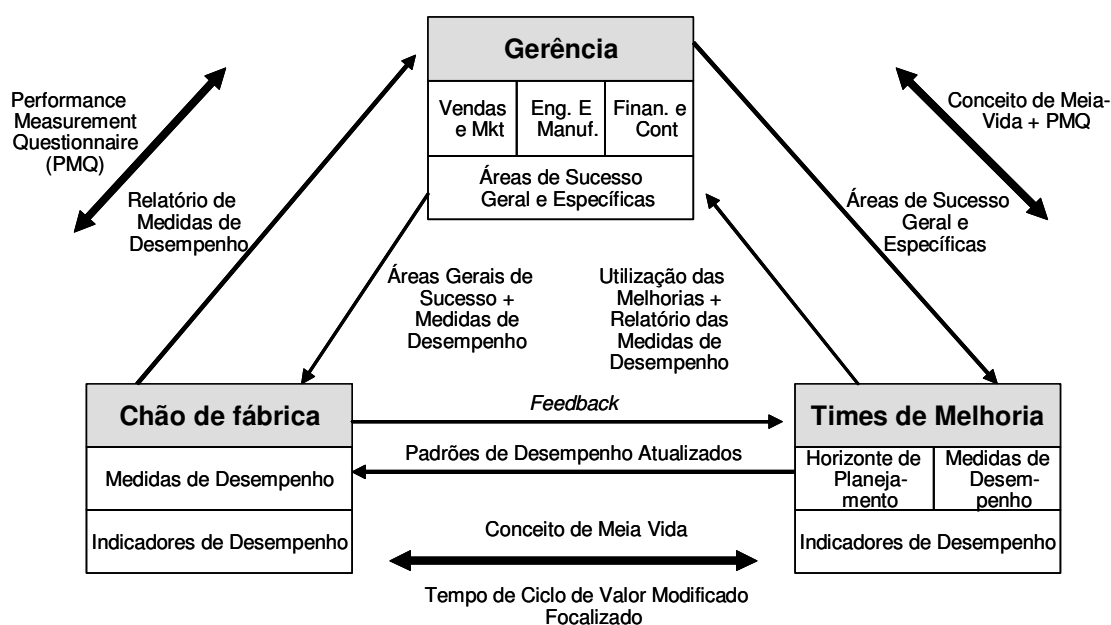 Gerência
Vendas
e Mkt
Eng. E
Manuf.
Finan. e
Cont
Áreas de Sucesso
Geral e Específicas
Performance
Measurement
Questionnaire
(PMQ)
Relatório de
Medidas de
Desempenho
Conceito de Meia-
Vida + PMQ
Áreas de Sucesso
Geral e
Específicas
Áreas Gerais de
Sucesso +
Medidas de
Desempenho
Utilização das
Melhorias +
Relatório das
Medidas de
Desempenho
Chão de fábrica
Medidas de Desempenho
Indicadores de Desempenho
Feedback
Padrões de Desempenho Atualizados
Times de Melhoria
Horizonte de
Planeja-
mento
Medidas de
Desem-
penho
Indicadores de Desempenho
Conceito de Meia Vida
Tempo de Ciclo de Valor Modificado
Focalizado